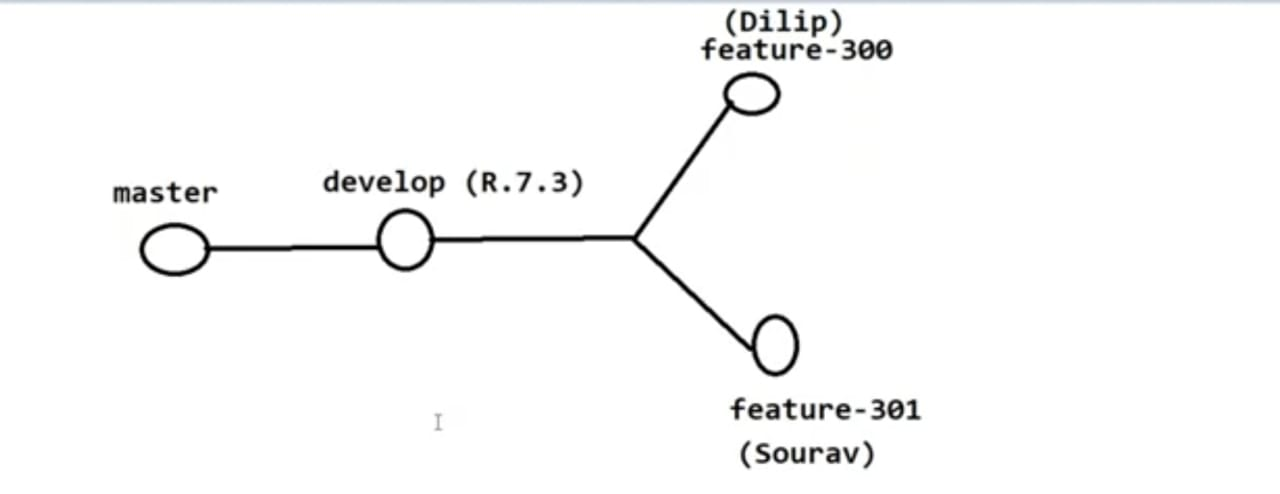 (Dilip)
feature-300
master
develop (R.7.3)
feature-301
(Sourav)